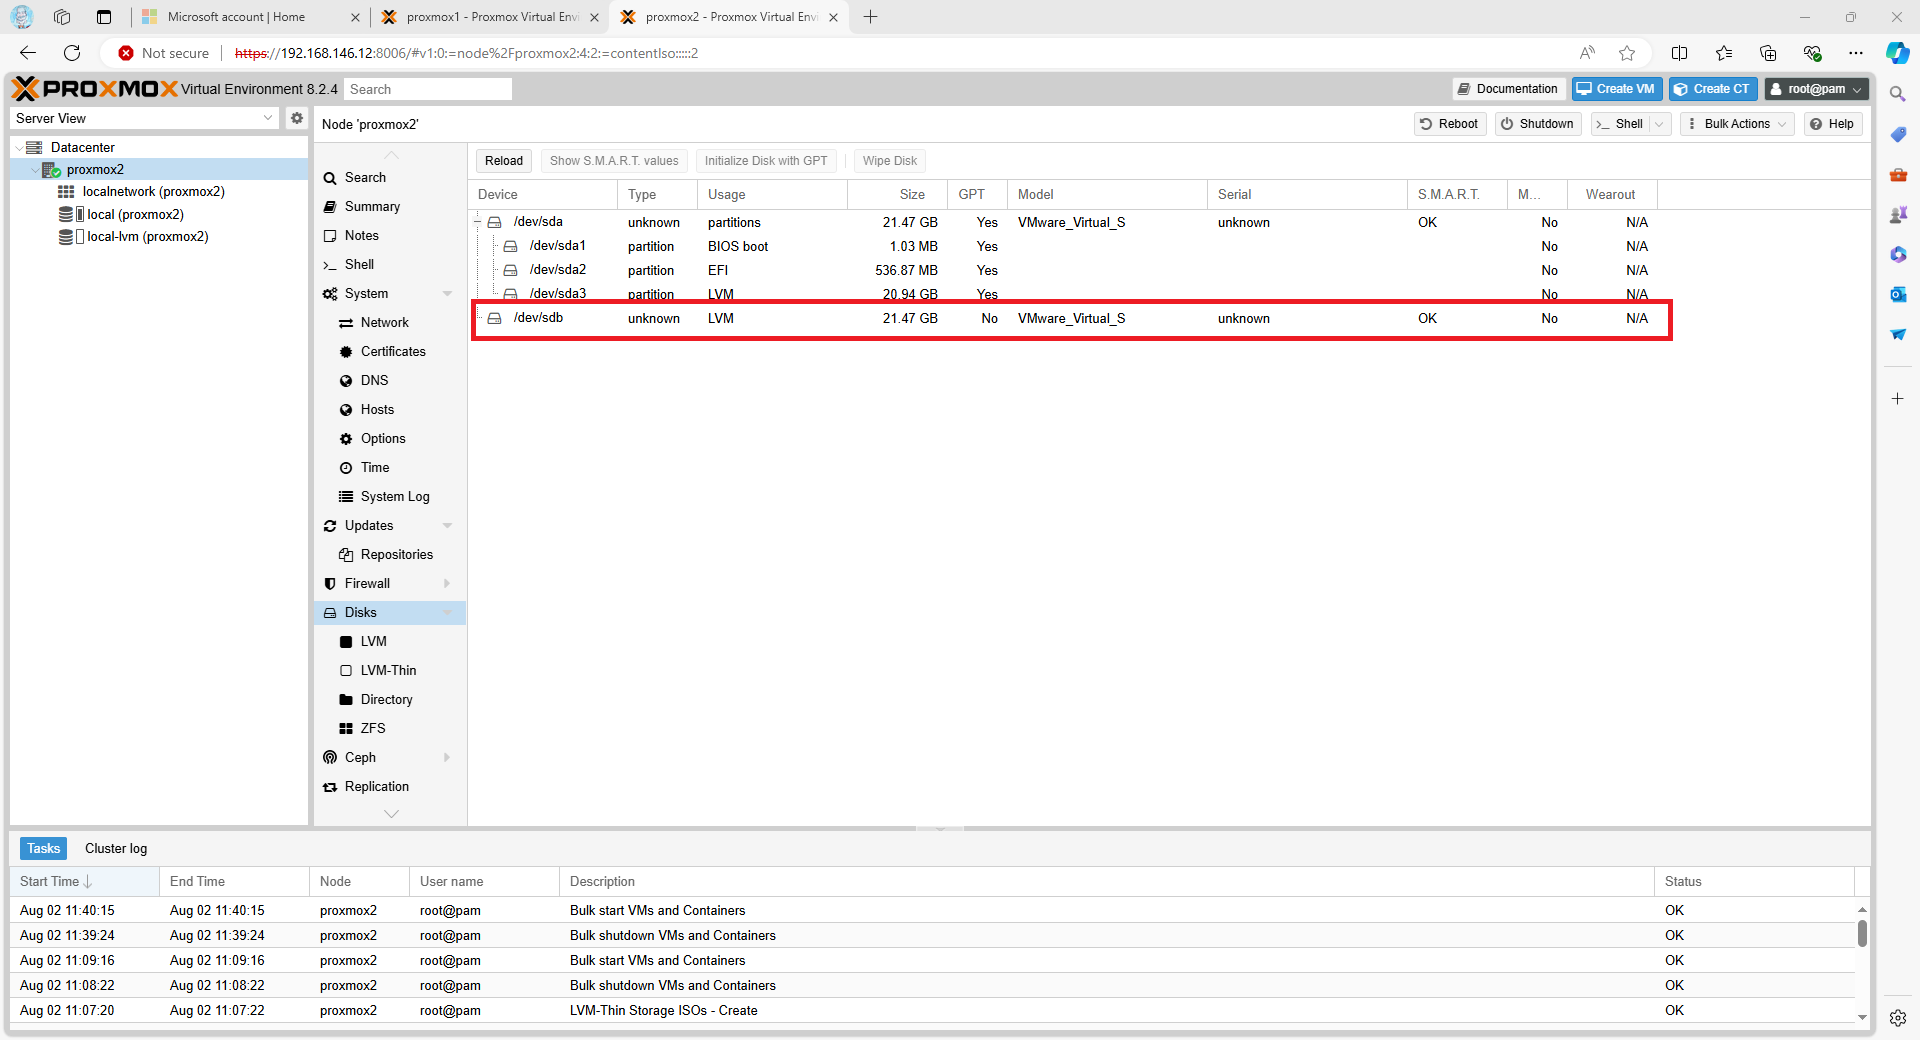 Microsoft account | Home
proxmox1 - Proxmox Virtual Envi
proxmox2 - Proxmox Virtual Envi
Not secure
https://192.168.146.12:8006/#v1:0:=node%2Fproxmox2:4:2:=contentIso:::::2
PROXMOX Virtual Environment 8.2.4
Search
Documentation
Create VM
Create CT
root@pam
Server View
Node 'proxmox2'
Reboot
Shutdown
Shell
Bulk Actions
Help
Datacenter
proxmox2
localnetwork (proxmox2)
local (proxmox2)
local-lvm (proxmox2)
Search
Summary
Notes
Shell
System
Network
Certificates
DNS
Hosts
Options
Time
System Log
Updates
Repositories
Firewall
Disks
LVM
LVM-Thin
Directory
ZFS
Ceph
Replication
Reload
Show S.M.A.R.T. values
Initialize Disk with GPT
Wipe Disk
Device Type Usage Size GPT Model Serial S.M.A.R.T. M... Wearout
/dev/sda unknown partitions 21.47 GB Yes VMware_Virtual_S unknown OK No N/A
/dev/sda1 partition BIOS boot 1.03 MB Yes No N/A
/dev/sda2 partition EFI 536.87 MB Yes No N/A
/dev/sda3 partition LVM 20.94 GB Yes No N/A
/dev/sdb unknown LVM 21.47 GB No VMware_Virtual_S unknown OK No N/A
Tasks
Cluster log
Start Time End Time Node User name Description Status
Aug 02 11:40:15 Aug 02 11:40:15 proxmox2 root@pam Bulk start VMs and Containers OK
Aug 02 11:39:24 Aug 02 11:39:24 proxmox2 root@pam Bulk shutdown VMs and Containers OK
Aug 02 11:09:16 Aug 02 11:09:16 proxmox2 root@pam Bulk start VMs and Containers OK
Aug 02 11:08:22 Aug 02 11:08:22 proxmox2 root@pam Bulk shutdown VMs and Containers OK
Aug 02 11:07:20 Aug 02 11:07:22 proxmox2 root@pam LVM-Thin Storage ISOs - Create OK